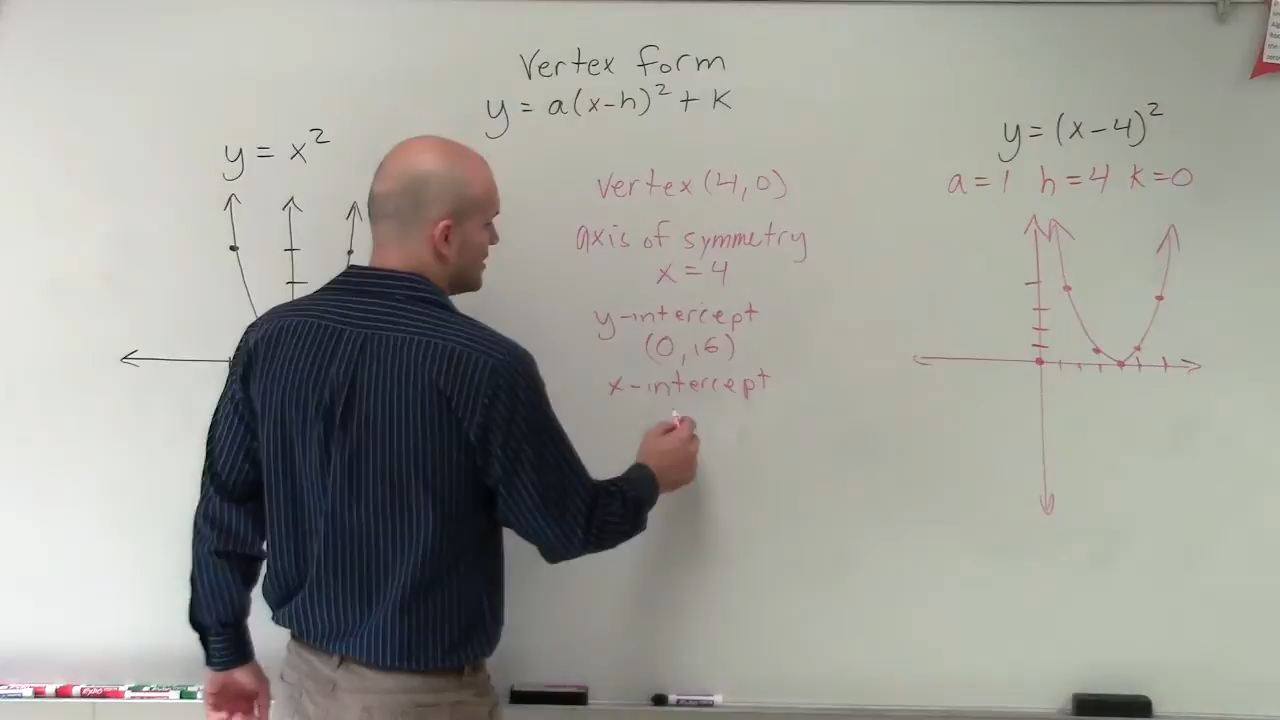 Vertex form
y = a(x-h)² + k
y = x²
Vertex (4,0)
axis of symmetry
x = 4
y-intercept
(0,16)
x-intercept
y = (x-4)²
a=1 h=4 k=0